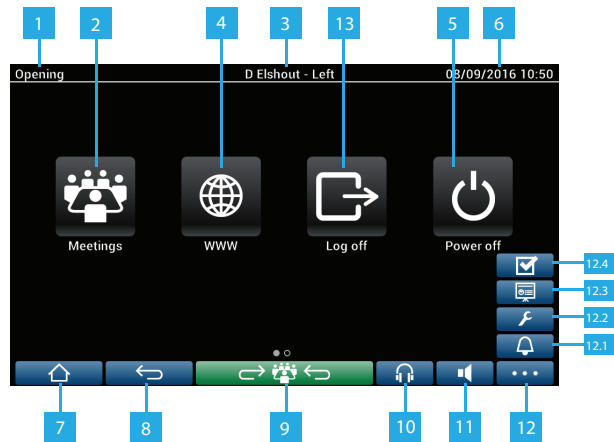 1 2 4 3 13 5 6
Opening D Elshout - Left 08/09/2016 10:50
Meetings WWW Log off Power off
12.4
12.3
12.2
12.1
7 8 9 10 11 12